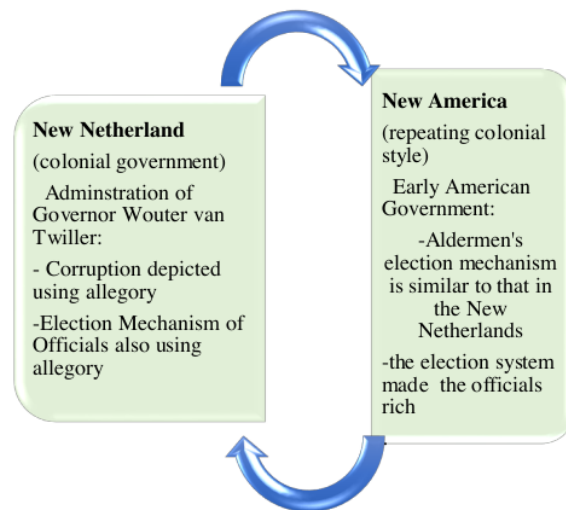 New Netherland
(colonial government)
Adminstration of
Governor Wouter van
Twiller:
- Corruption depicted
using allegory
-Election Mechanism of
Officials also using
allegory
New America
(repeating colonial
style)
Early American
Government:
-Aldermen's
election mechanism
is similar to that in
the New
Netherlands
-the election system
made the officials
rich